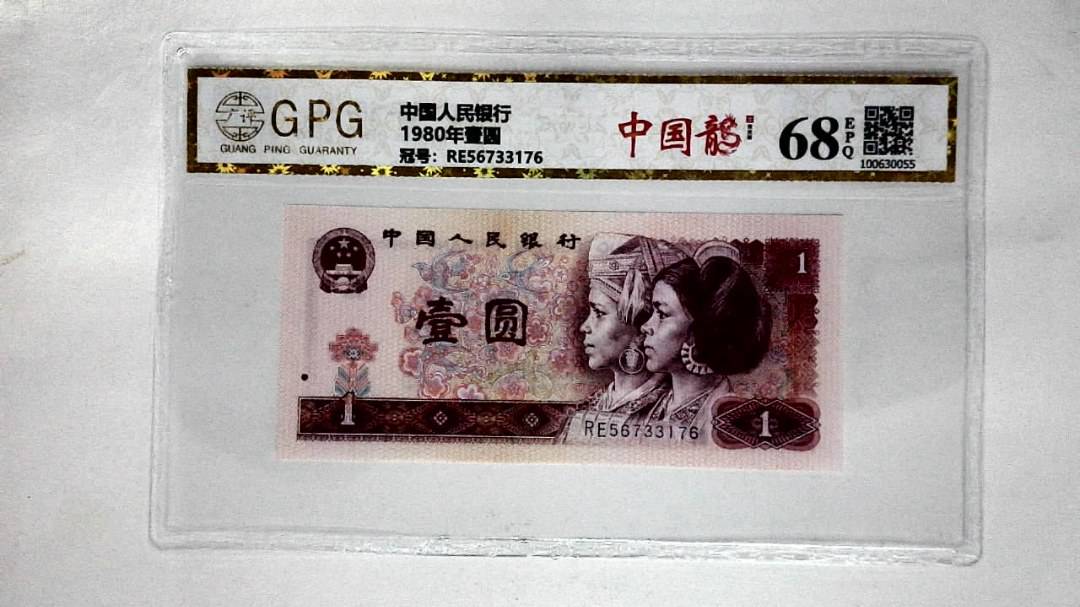 GPG
GUANG PING GUARANTY
中国人民银行
1980年壹圆
冠号：RE56733176
中国龍
68
EPQ
100630055
中国人民银行
壹圆
1
1
RE56733176
1